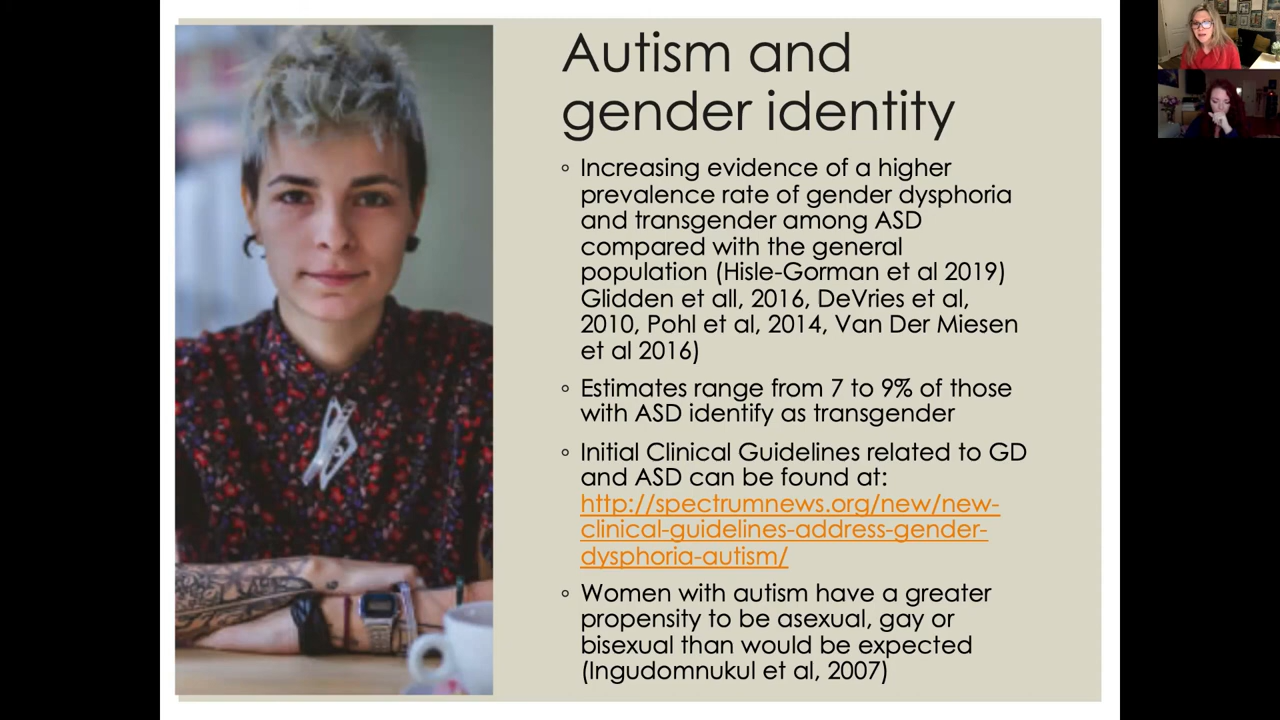 Autism and
gender identity
◦ Increasing evidence of a higher
prevalence rate of gender dysphoria
and transgender among ASD
compared with the general
population (Hisle-Gorman et al 2019)
Glidden et all, 2016, DeVries et al,
2010, Pohl et al, 2014, Van Der Miesen
et al 2016)
◦ Estimates range from 7 to 9% of those
with ASD identify as transgender
◦ Initial Clinical Guidelines related to GD
and ASD can be found at:
http://spectrumnews.org/new/new-
clinical-guidelines-address-gender-
dysphoria-autism/
◦ Women with autism have a greater
propensity to be asexual, gay or
bisexual than would be expected
(Ingudomnukul et al, 2007)